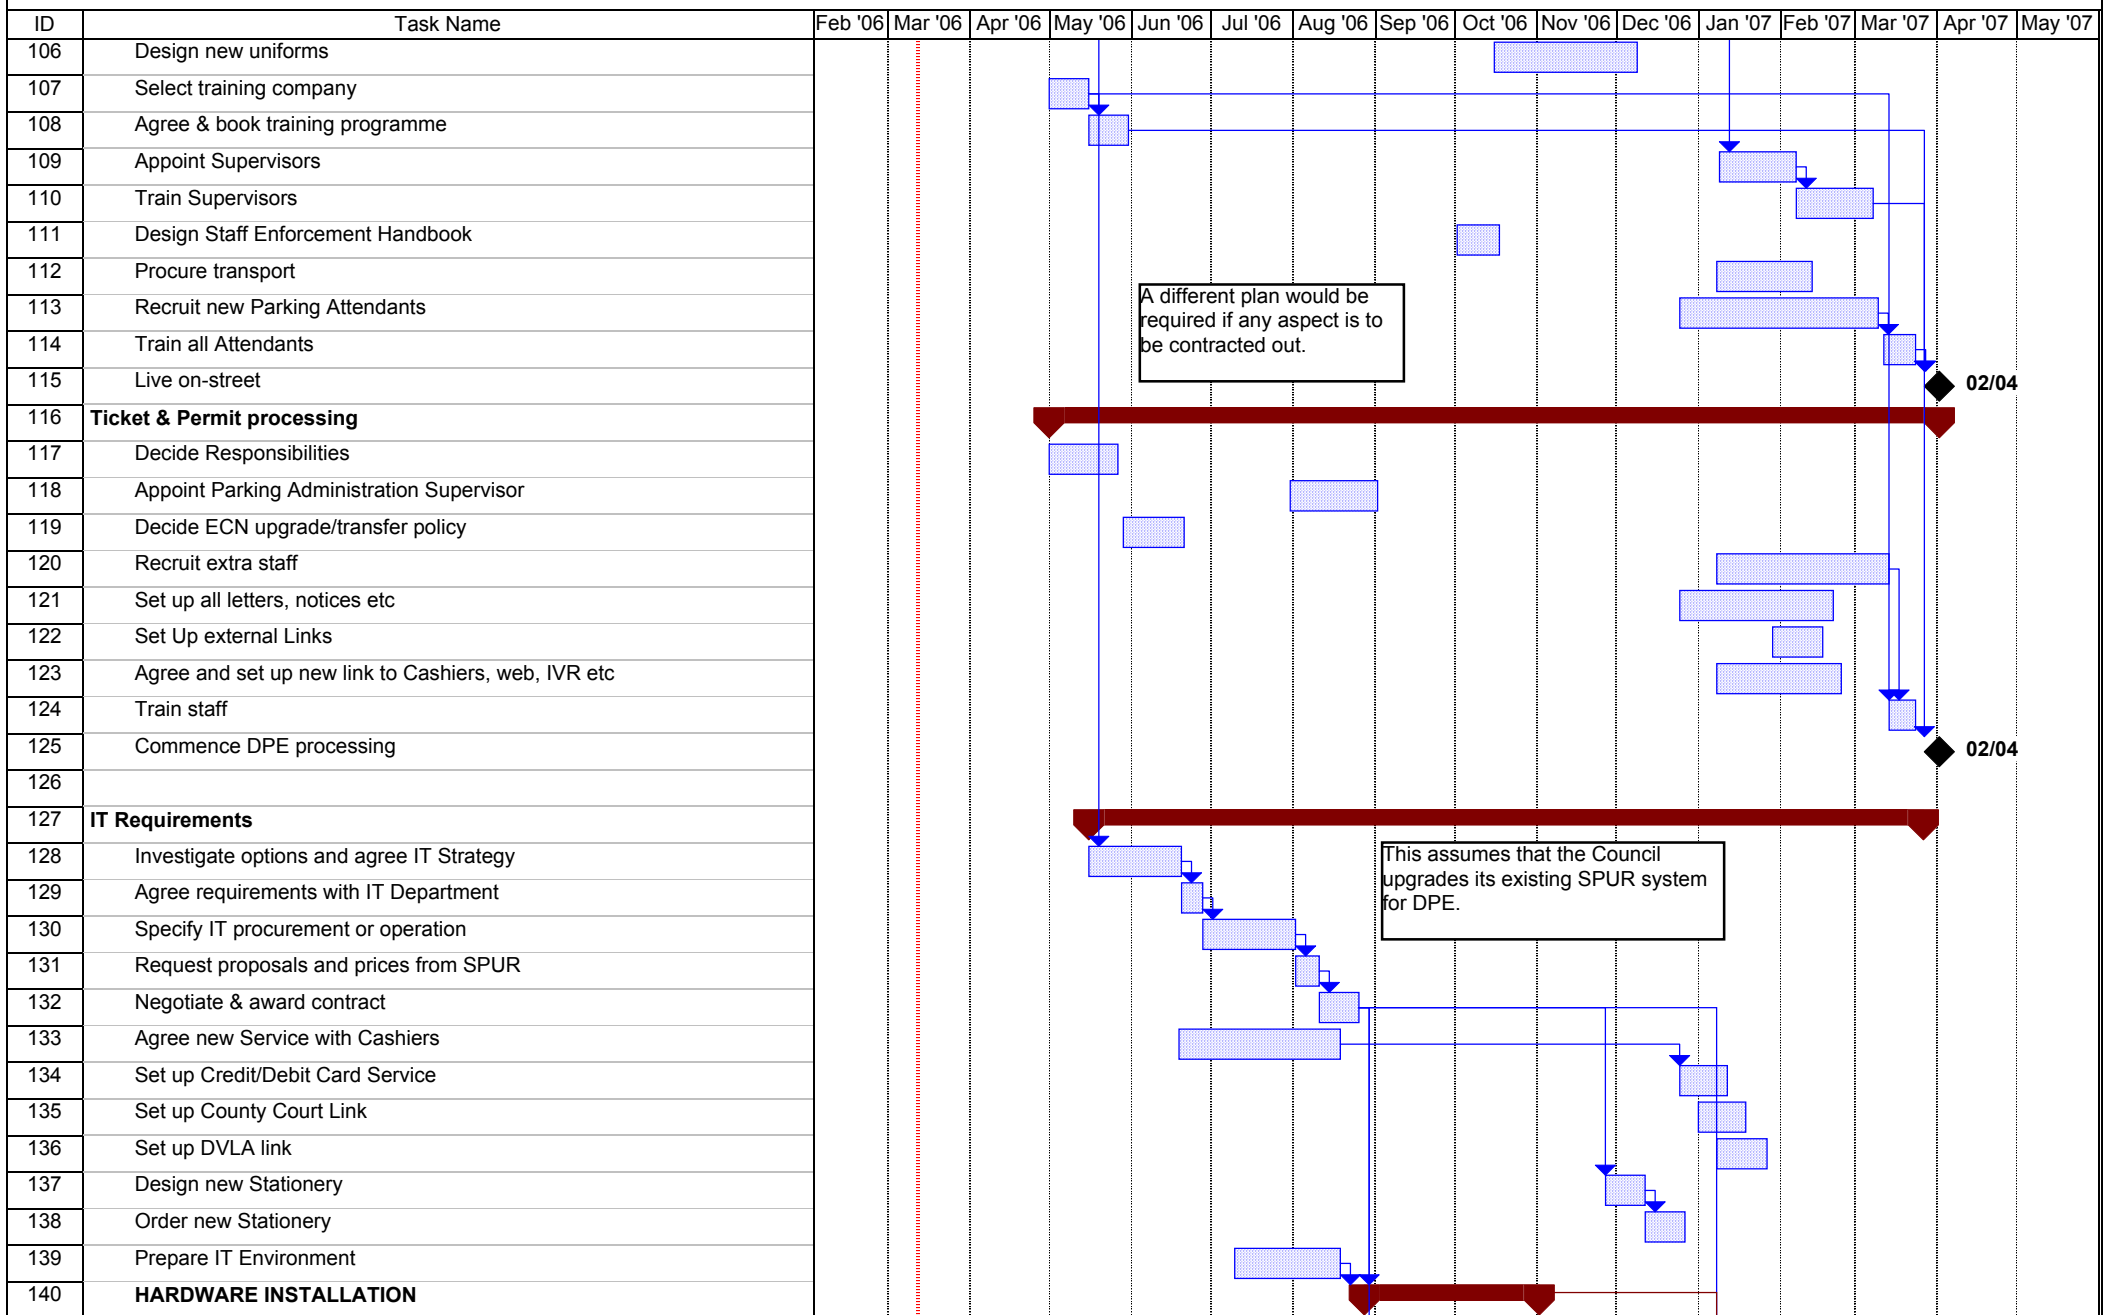 ID Task Name Feb '06 Mar '06 Apr '06 May '06 Jun '06 Jul '06 Aug '06 Sep '06 Oct '06 Nov '06 Dec '06 Jan '07 Feb '07 Mar '07 Apr '07 May '07
106 Design new uniforms
107 Select training company
108 Agree & book training programme
109 Appoint Supervisors
110 Train Supervisors
111 Design Staff Enforcement Handbook
112 Procure transport
A different plan would be
113 Recruit new Parking Attendants
required if any aspect is to
114 Train all Attendants
be contracted out.
115 Live on-street 02/04
116 Ticket & Permit processing
117 Decide Responsibilities
118 Appoint Parking Administration Supervisor
119 Decide ECN upgrade/transfer policy
120 Recruit extra staff
121 Set up all letters, notices etc
122 Set Up external Links
123 Agree and set up new link to Cashiers, web, IVR etc
124 Train staff
125 Commence DPE processing 02/04
126
127 IT Requirements
128 Investigate options and agree IT Strategy
This assumes that the Council
upgrades its existing SPUR system
for DPE.
129 Agree requirements with IT Department
130 Specify IT procurement or operation
131 Request proposals and prices from SPUR
132 Negotiate & award contract
133 Agree new Service with Cashiers
134 Set up Credit/Debit Card Service
135 Set up County Court Link
136 Set up DVLA link
137 Design new Stationery
138 Order new Stationery
139 Prepare IT Environment
140 HARDWARE INSTALLATION